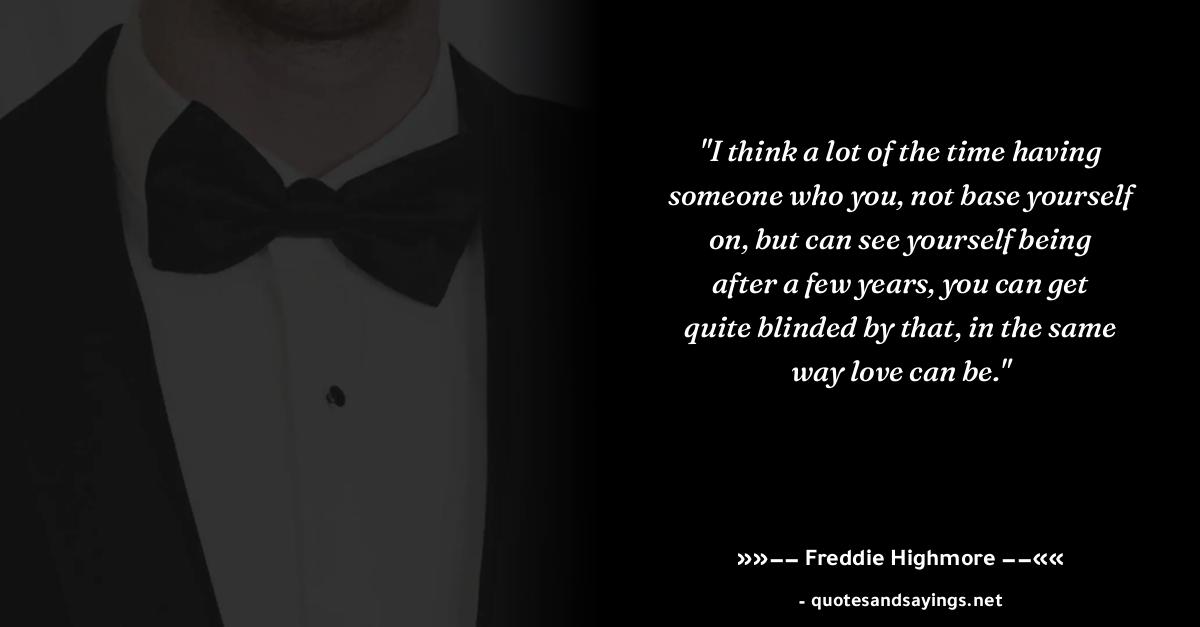 "I think a lot of the time having
someone who you, not base yourself
on, but can see yourself being
after a few years, you can get
quite blinded by that, in the same
way love can be."
»»−− Freddie Highmore −−««
- quotesandsayings.net